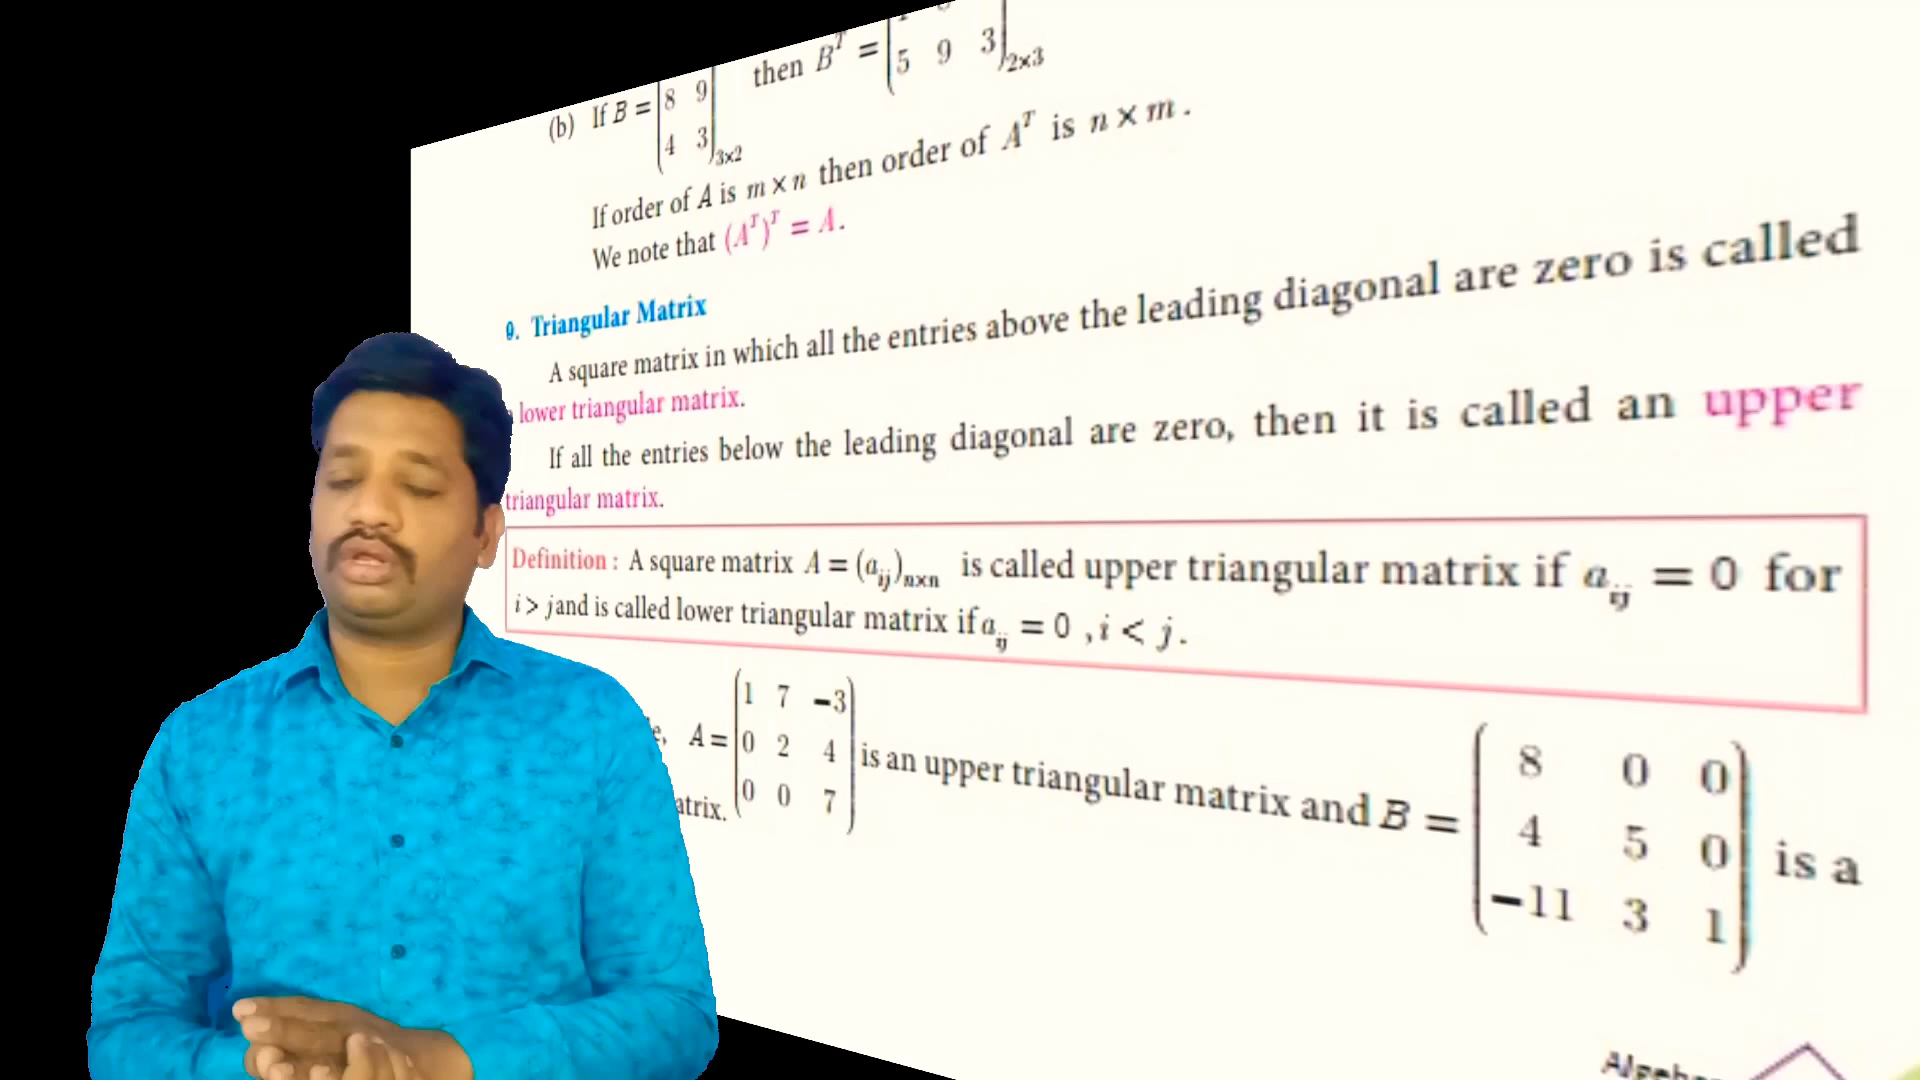 (b) If B = (8 9 4 3)3×2 then B^T = (5 9 3)2×3
If order of A is m × n then order of A^T is n × m .
We note that (A^T)^T = A.
9. Triangular Matrix
A square matrix in which all the entries above the leading diagonal are zero is called
lower triangular matrix.
If all the entries below the leading diagonal are zero, then it is called an upper
triangular matrix.
Definition : A square matrix A = (a_ij)_n×n is called upper triangular matrix if a_ij = 0 for
i > j and is called lower triangular matrix if a_ij = 0 , i < j .
A = (1 7 −3
0 2 4
0 0 7) is an upper triangular matrix and B = (8 0 0
4 5 0
−11 3 1) is a